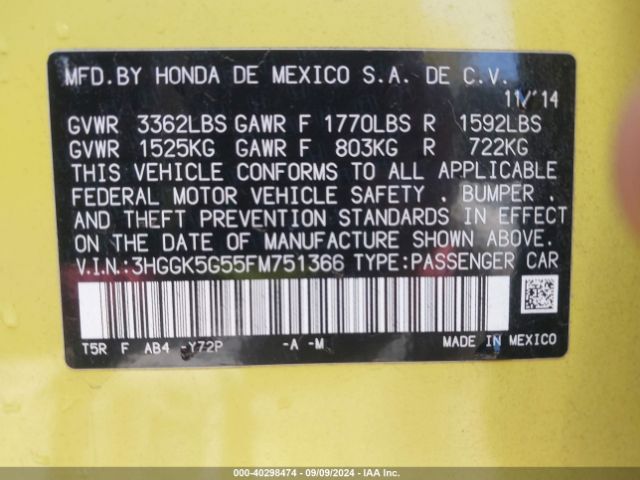 MFD.BY HONDA DE MEXICO S.A. DE C.V.
11/'14
GVWR 3362LBS GAWR F 1770LBS R 1592LBS
GVWR 1525KG GAWR F 803KG R 722KG
THIS VEHICLE CONFORMS TO ALL APPLICABLE
FEDERAL MOTOR VEHICLE SAFETY , BUMPER ,
AND THEFT PREVENTION STANDARDS IN EFFECT
ON THE DATE OF MANUFACTURE SHOWN ABOVE.
V.I.N.:3HGGK5G55FM751366 TYPE:PASSENGER CAR
T5R F AB4 -Y72P -A -M MADE IN MEXICO
000-40298474 - 09/09/2024 - IAAI.com